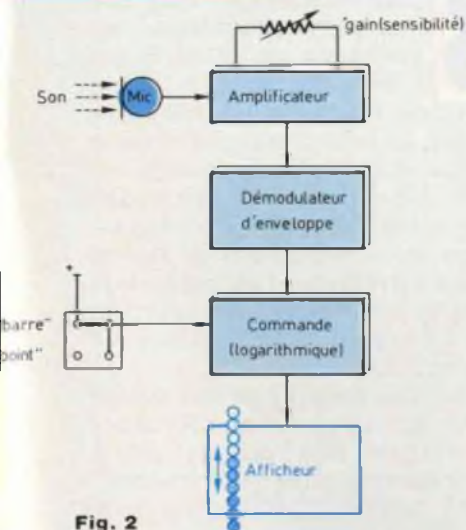 "gain(sensibilité)
Son
Mic
Amplificateur
Démodulateur
d'enveloppe
barre"
point"
+
Commande
(logarithmique)
Afficheur
Fig. 2